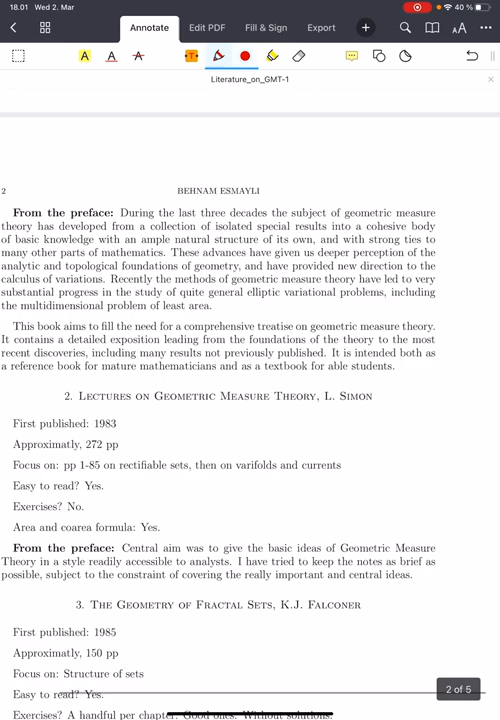 18.01 Wed 2. Mar
40 %
Annotate
Edit PDF
Fill & Sign
Export
AA
A
A
A
T
Literature_on_GMT-1
2
BEHNAM ESMAYLI
From the preface: During the last three decades the subject of geometric measure
theory has developed from a collection of isolated special results into a cohesive body
of basic knowledge with an ample natural structure of its own, and with strong ties to
many other parts of mathematics. These advances have given us deeper perception of the
analytic and topological foundations of geometry, and have provided new direction to the
calculus of variations. Recently the methods of geometric measure theory have led to very
substantial progress in the study of quite general elliptic variational problems, including
the multidimensional problem of least area.
This book aims to fill the need for a comprehensive treatise on geometric measure theory.
It contains a detailed exposition leading from the foundations of the theory to the most
recent discoveries, including many results not previously published. It is intended both as
a reference book for mature mathematicians and as a textbook for able students.
2. Lectures on Geometric Measure Theory, L. Simon
First published: 1983
Approximatly, 272 pp
Focus on: pp 1-85 on rectifiable sets, then on varifolds and currents
Easy to read? Yes.
Exercises? No.
Area and coarea formula: Yes.
From the preface: Central aim was to give the basic ideas of Geometric Measure
Theory in a style readily accessible to analysts. I have tried to keep the notes as brief as
possible, subject to the constraint of covering the really important and central ideas.
3. The Geometry of Fractal Sets, K.J. Falconer
First published: 1985
Approximatly, 150 pp
Focus on: Structure of sets
Easy to read? Yes.
2 of 5
Exercises? A handful per chapter. Good ones. Without solutions.